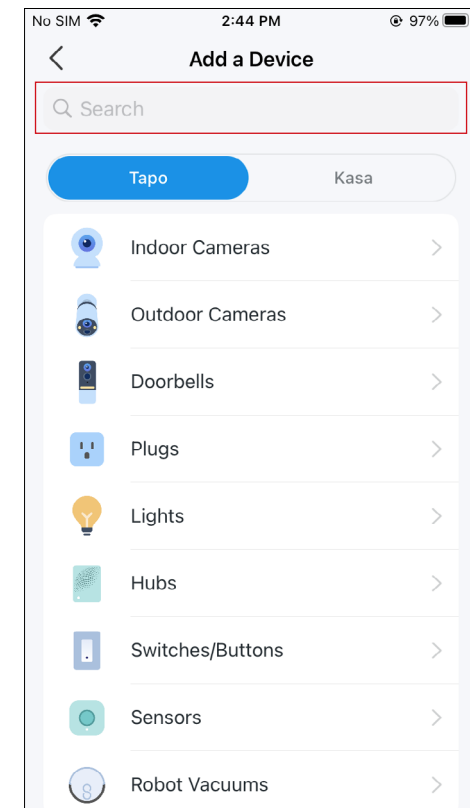 No SIM 2:44 PM 97%
Add a Device
Search
Tapo Kasa
Indoor Cameras
Outdoor Cameras
Doorbells
Plugs
Lights
Hubs
Switches/Buttons
Sensors
Robot Vacuums